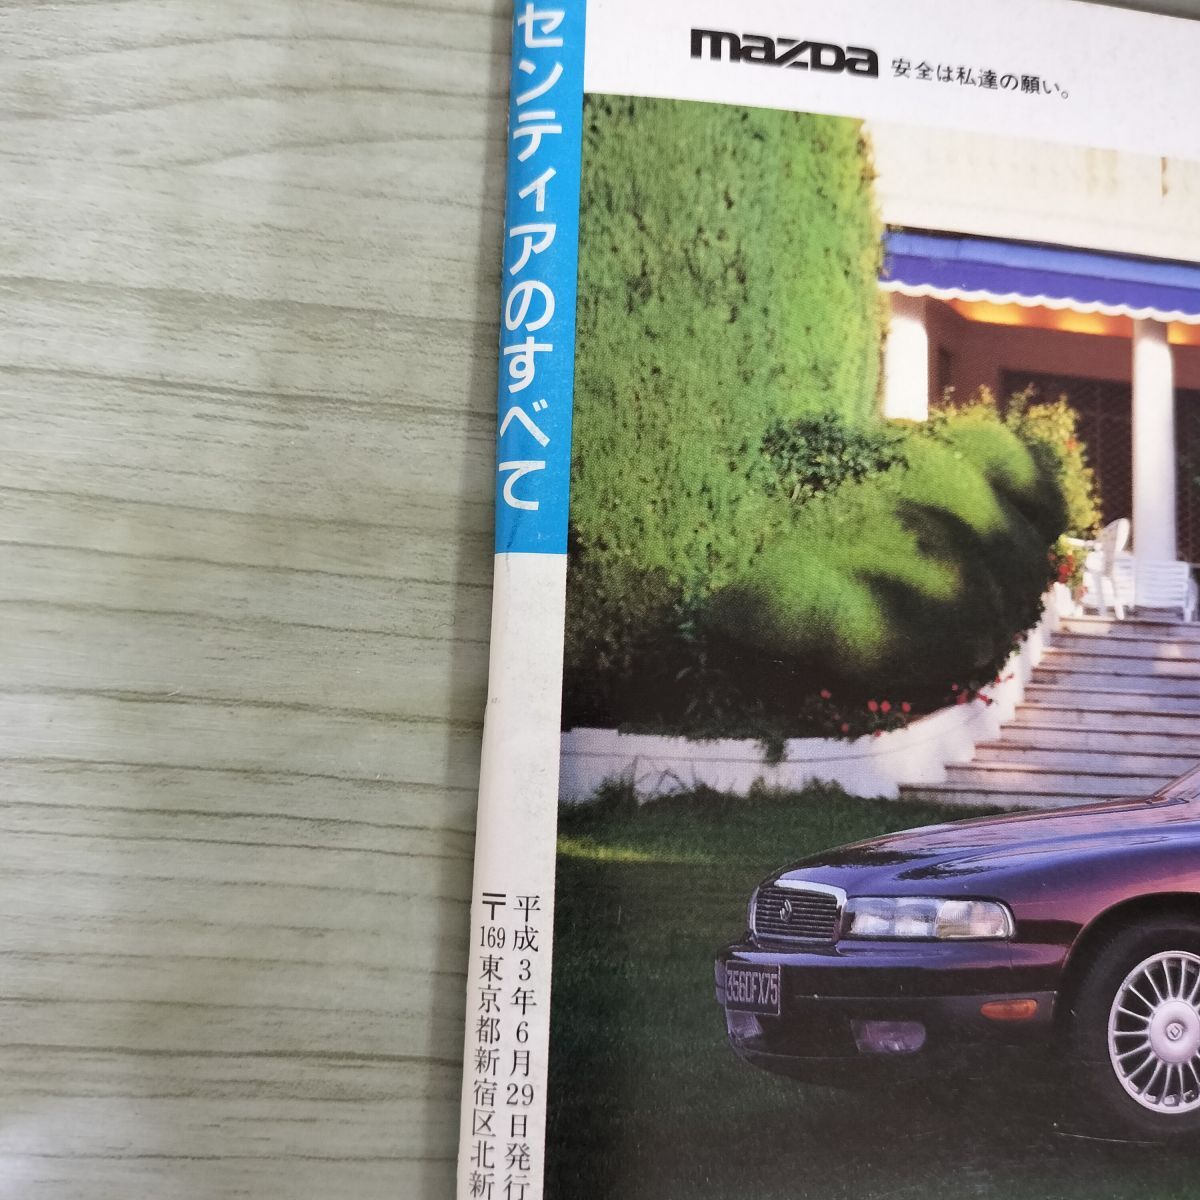 センティアのすべて
mazda 安全は私達の願い。
356DFX75
平成3年6月29日発行
〒169東京都新宿区北新